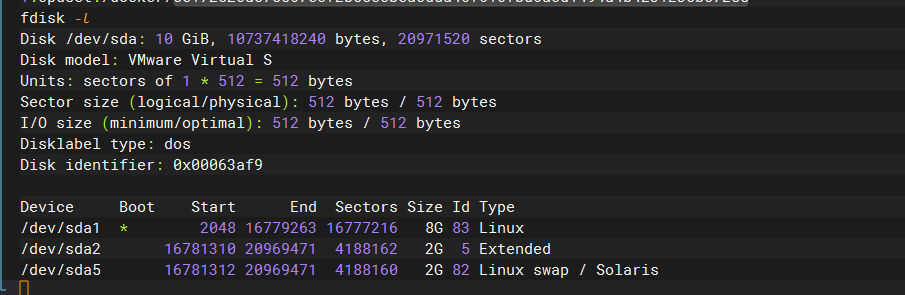 fdisk -l
Disk /dev/sda: 10 GiB, 10737418240 bytes, 20971520 sectors
Disk model: VMware Virtual S
Units: sectors of 1 * 512 = 512 bytes
Sector size (logical/physical): 512 bytes / 512 bytes
I/O size (minimum/optimal): 512 bytes / 512 bytes
Disklabel type: dos
Disk identifier: 0x00063af9
Device     Boot    Start      End  Sectors Size Id Type
/dev/sda1  *        2048 16779263 16777216   8G 83 Linux
/dev/sda2       16781310 20969471  4188162   2G  5 Extended
/dev/sda5       16781312 20969471  4188160   2G 82 Linux swap / Solaris